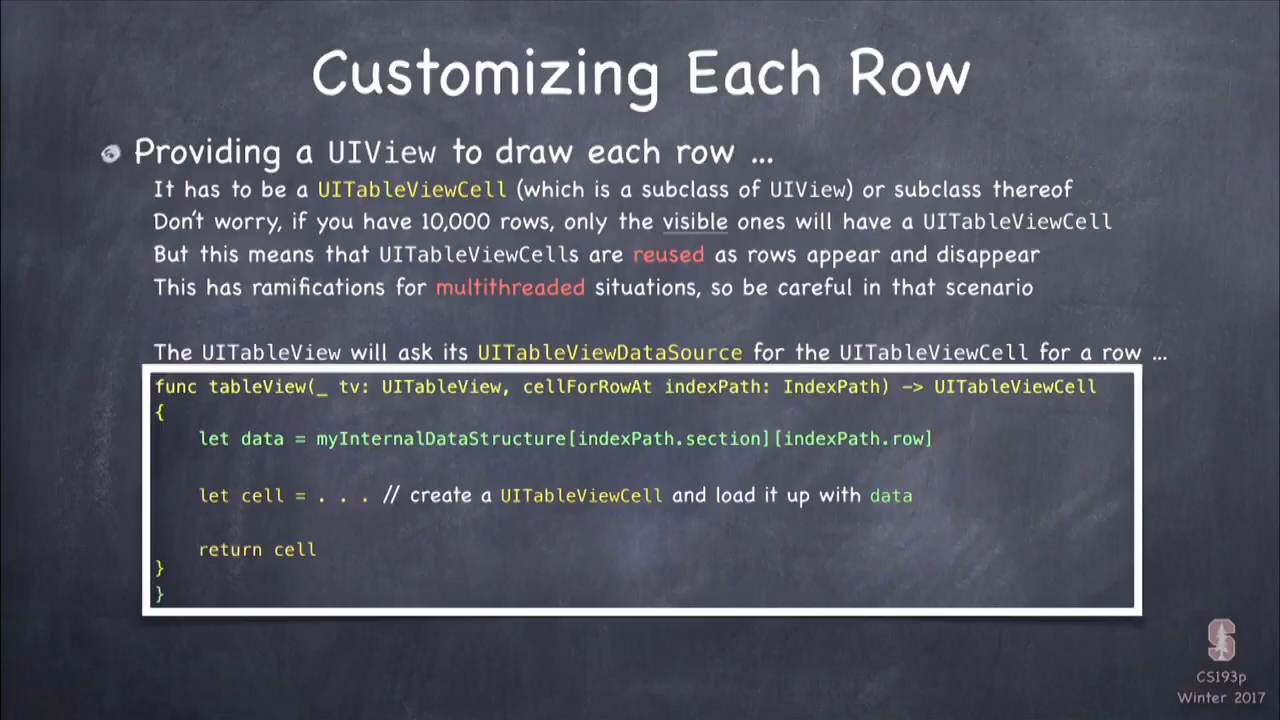 Customizing Each Row
Providing a UIView to draw each row ...
It has to be a UITableViewCell (which is a subclass of UIView) or subclass thereof
Don't worry, if you have 10,000 rows, only the visible ones will have a UITableViewCell
But this means that UITableViewCells are reused as rows appear and disappear
This has ramifications for multithreaded situations, so be careful in that scenario
The UITableView will ask its UITableViewDataSource for the UITableViewCell for a row ...
func tableView(_ tv: UITableView, cellForRowAt indexPath: IndexPath) -> UITableViewCell
{
let data = myInternalDataStructure[indexPath.section][indexPath.row]
let cell = . . . // create a UITableViewCell and load it up with data
return cell
}
}
S
CS193p
Winter 2017